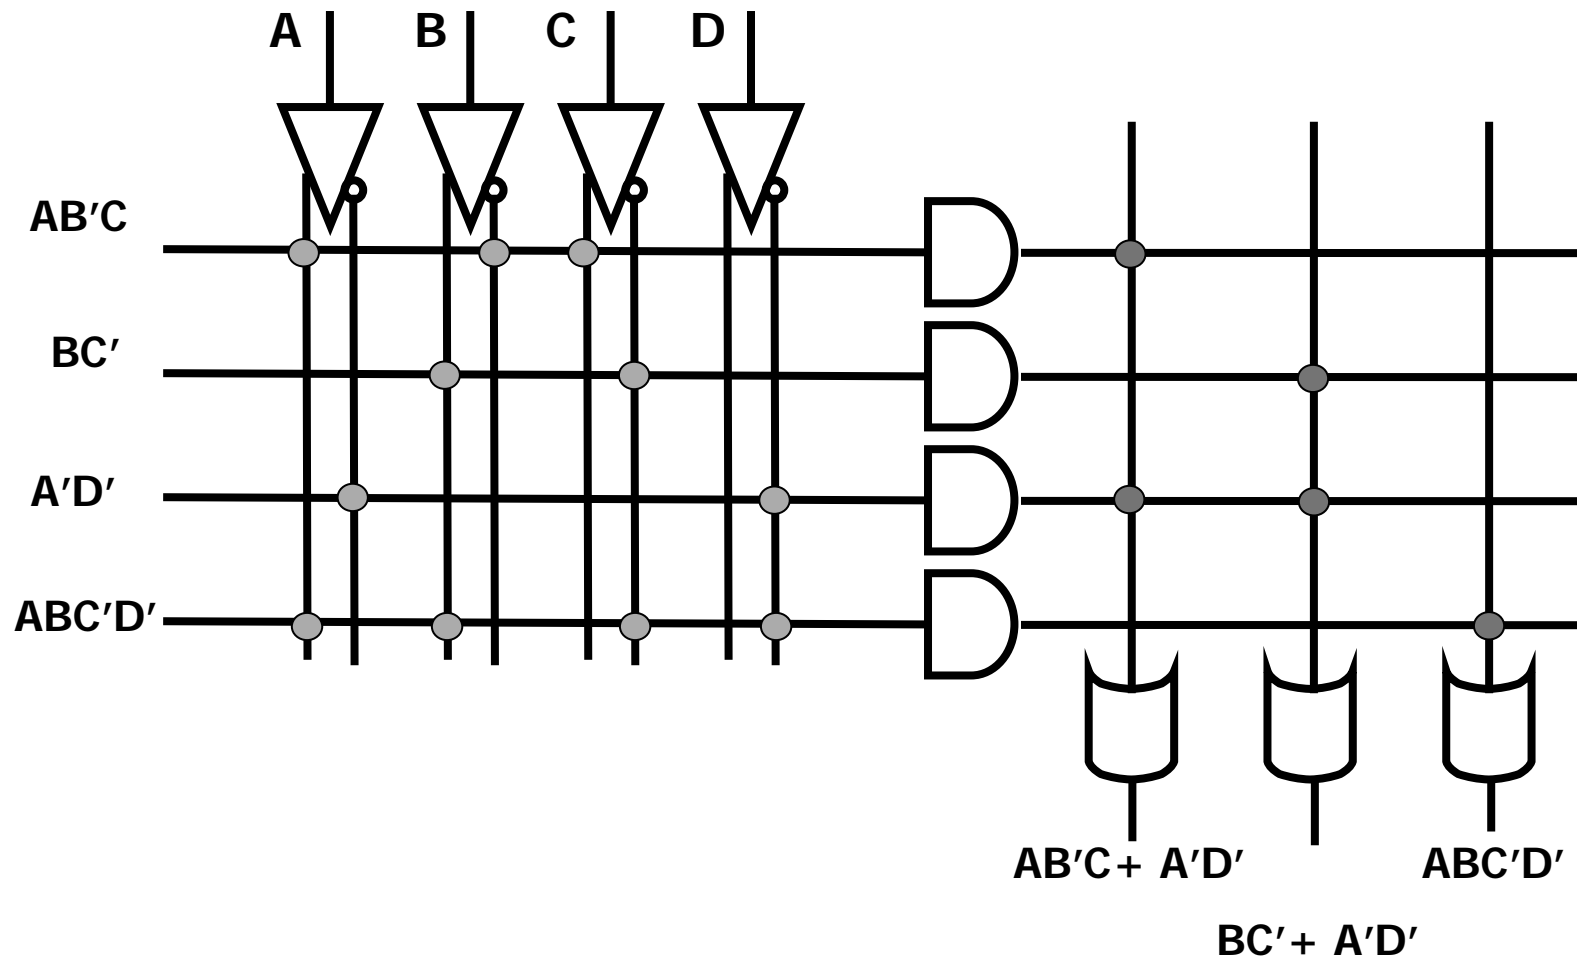 A B C D
AB′C
BC′
A′D′
ABC′D′
AB′C + A′D′ ABC′D′
BC′ + A′D′